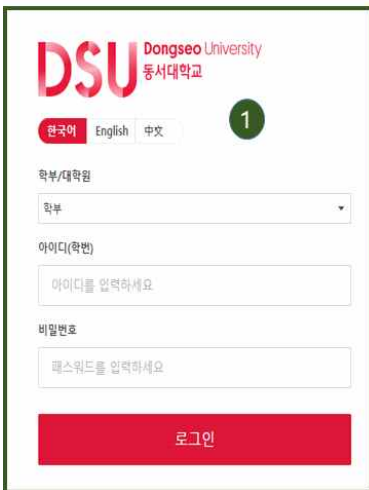 DSU Dongseo University
동서대학교
한국어 English 中文
1
학부/대학원
학부
아이디(학번)
아이디를 입력하세요
비밀번호
패스워드를 입력하세요
로그인